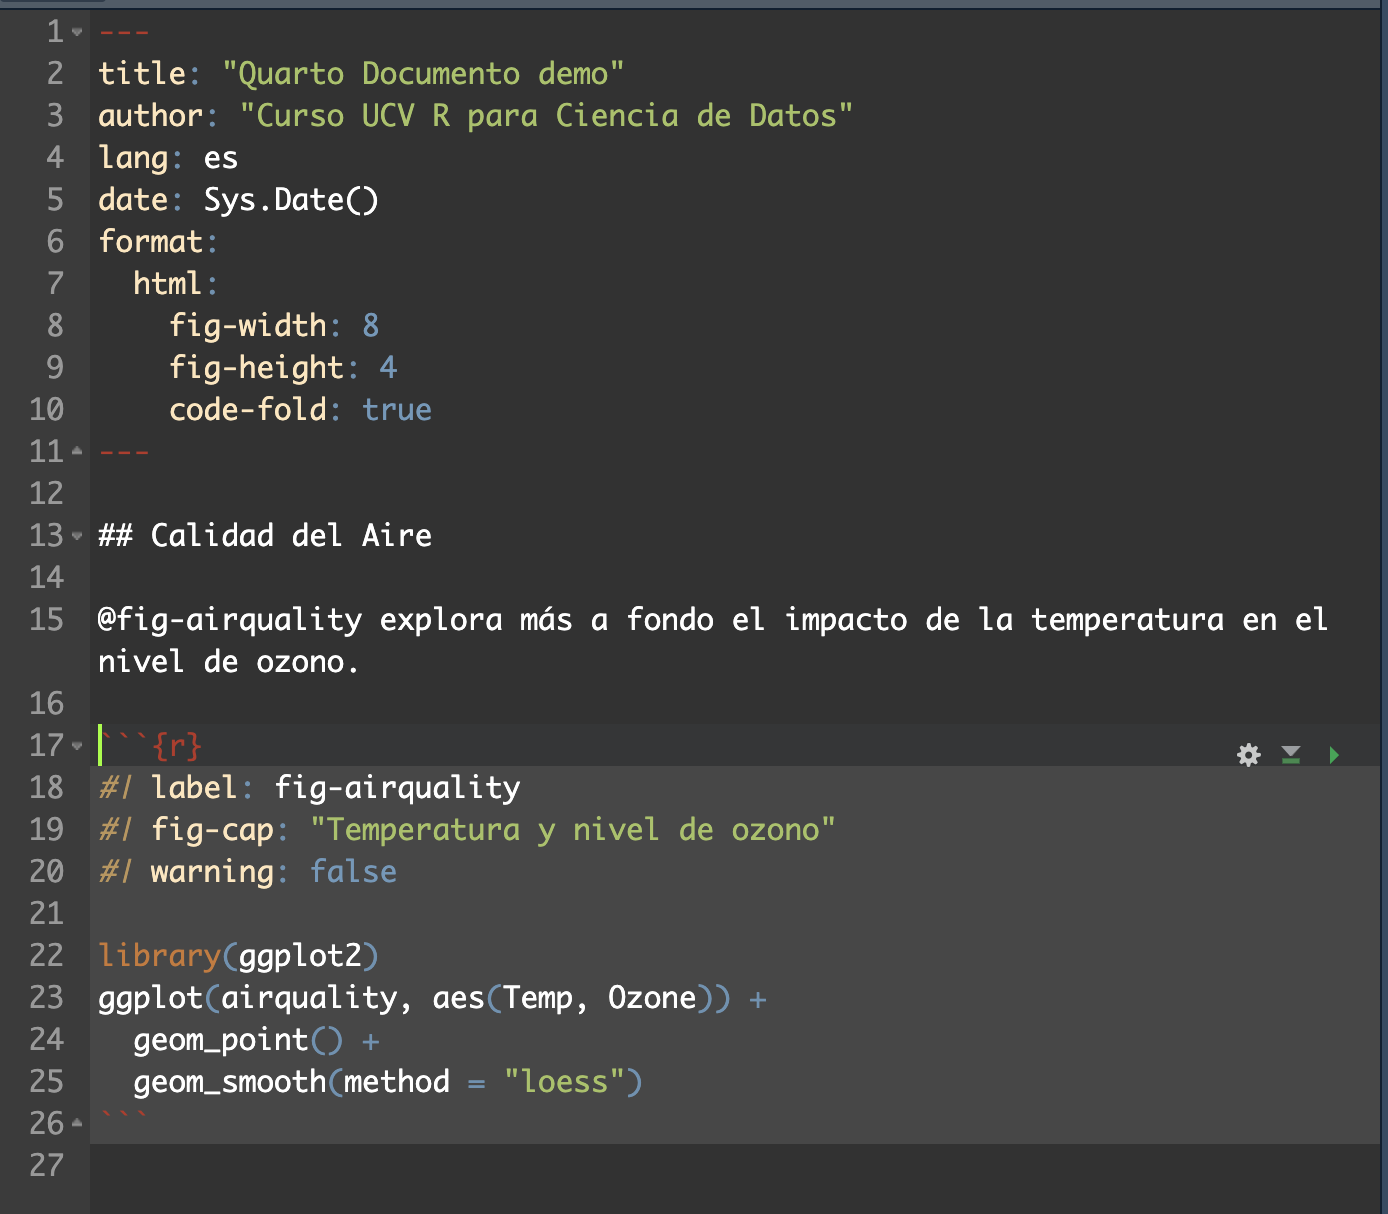 1 ---
2 title: "Quarto Documento demo"
3 author: "Curso UCV R para Ciencia de Datos"
4 lang: es
5 date: Sys.Date()
6 format:
7   html:
8     fig-width: 8
9     fig-height: 4
10     code-fold: true
11 ---
12
13 ## Calidad del Aire
14
15 @fig-airquality explora más a fondo el impacto de la temperatura en el
nivel de ozono.
16
17 ```{r}
18 #| label: fig-airquality
19 #| fig-cap: "Temperatura y nivel de ozono"
20 #| warning: false
21
22 library(ggplot2)
23 ggplot(airquality, aes(Temp, Ozone)) +
24   geom_point() +
25   geom_smooth(method = "loess")
26 ```
27